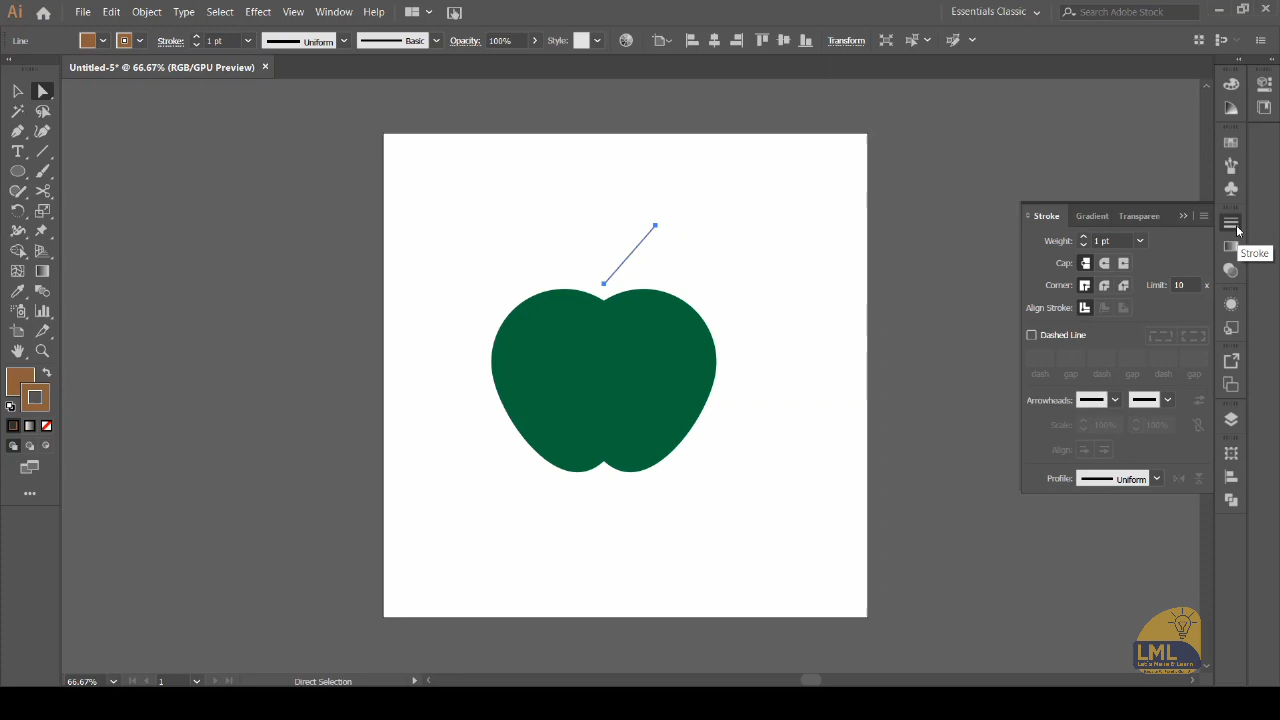 Ai File Edit Object Type Select Effect View Window Help Essentials Classic Search Adobe Stock
Line Stroke: 1 pt Uniform Basic Opacity: 100% Style: Transform
Untitled-5* @ 66.67% (RGB/GPU Preview) ×
T
Stroke Gradient Transparen
Weight: 1 pt
Stroke
Cap:
Corner: Limit: 10 x
Align Stroke:
Dashed Line
dash gap dash gap dash gap
Arrowheads:
Scale: 100% 100%
Align:
Profile: Uniform
LML
Let's Make & Learn
66.67% 1 Direct Selection